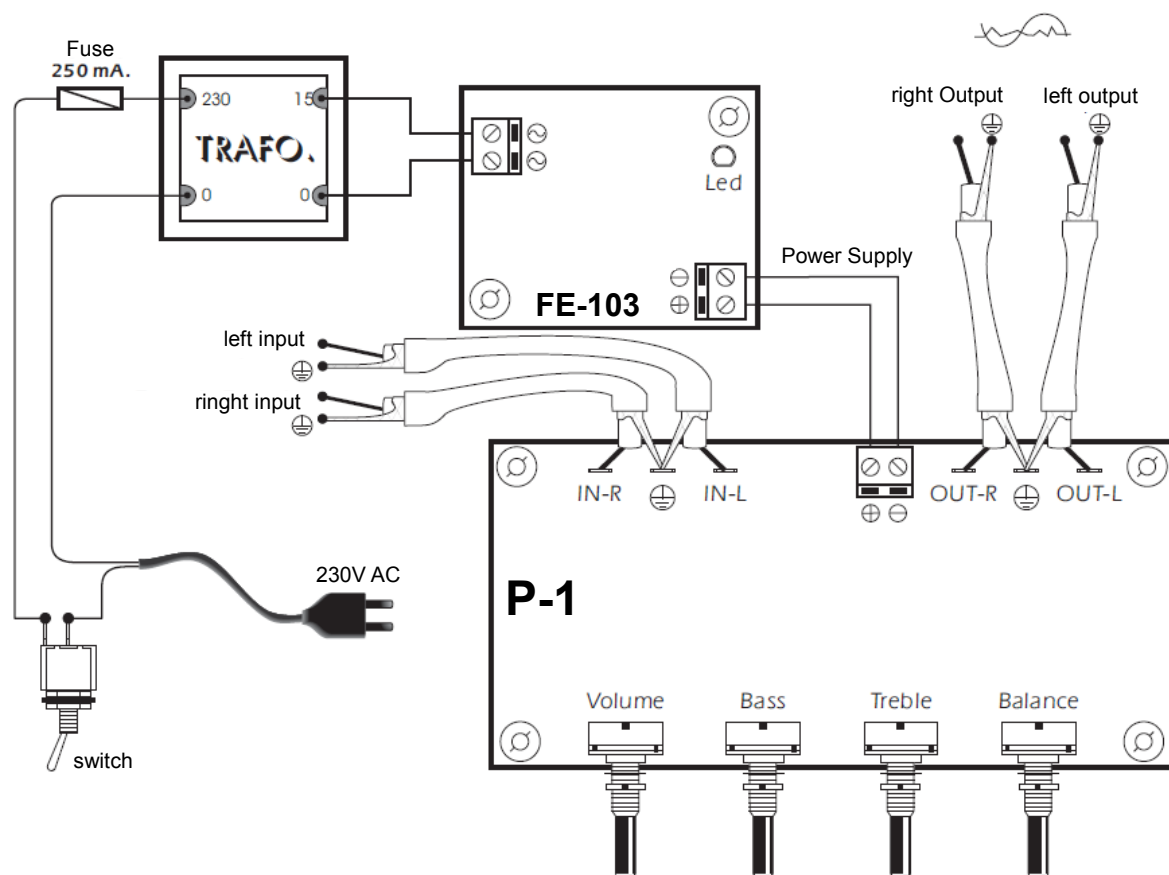 Fuse
250 mA.
230
15
TRAFO.
0
0
Led
right Output
left output
Power Supply
FE-103
left input
ringht input
IN-R
IN-L
OUT-R
OUT-L
230V AC
P-1
Volume
Bass
Treble
Balance
switch